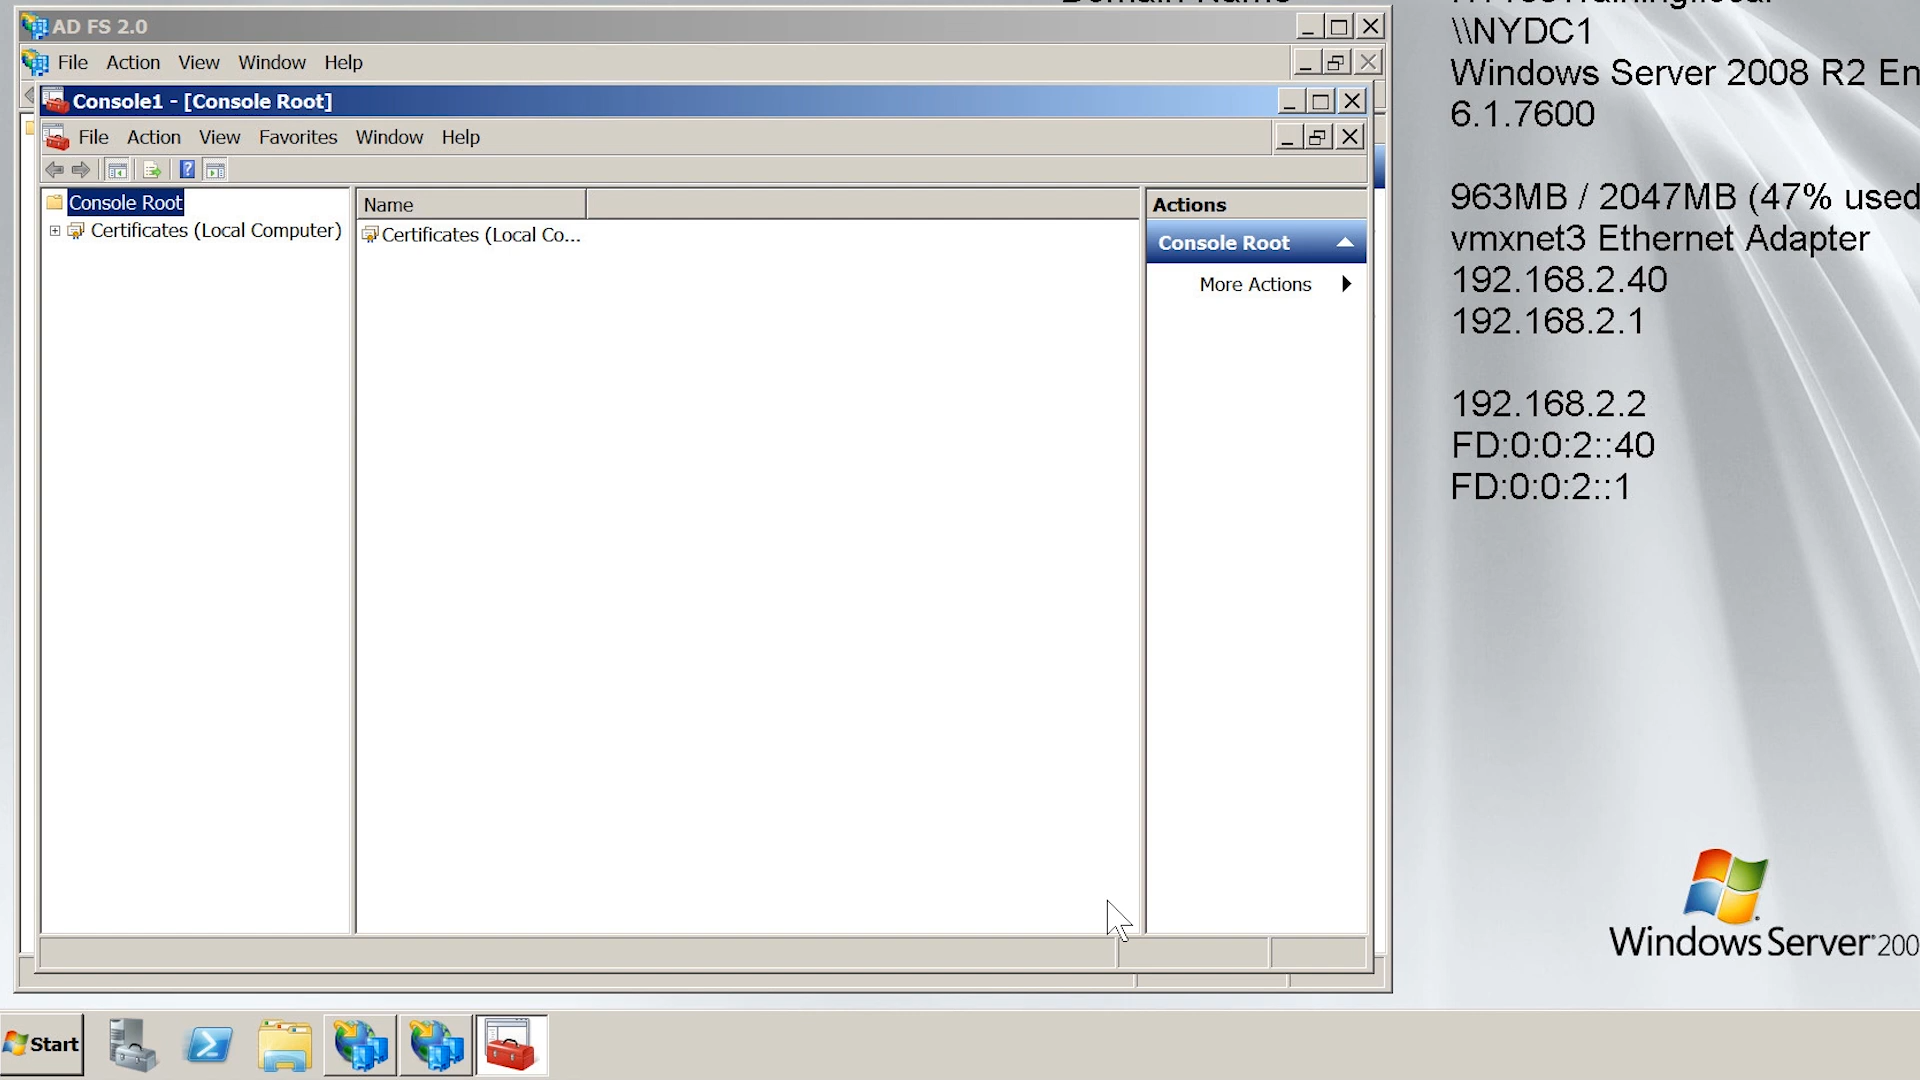 AD FS 2.0
File Action View Window Help
Console1 - [Console Root]
File Action View Favorites Window Help
Console Root
Certificates (Local Computer)
Name
Certificates (Local Co...
Actions
Console Root
More Actions
Domain Name
\\NYDC1
Windows Server 2008 R2 En
6.1.7600
963MB / 2047MB (47% used
vmxnet3 Ethernet Adapter
192.168.2.40
192.168.2.1
192.168.2.2
FD:0:0:2::40
FD:0:0:2::1
Windows Server 200
Start